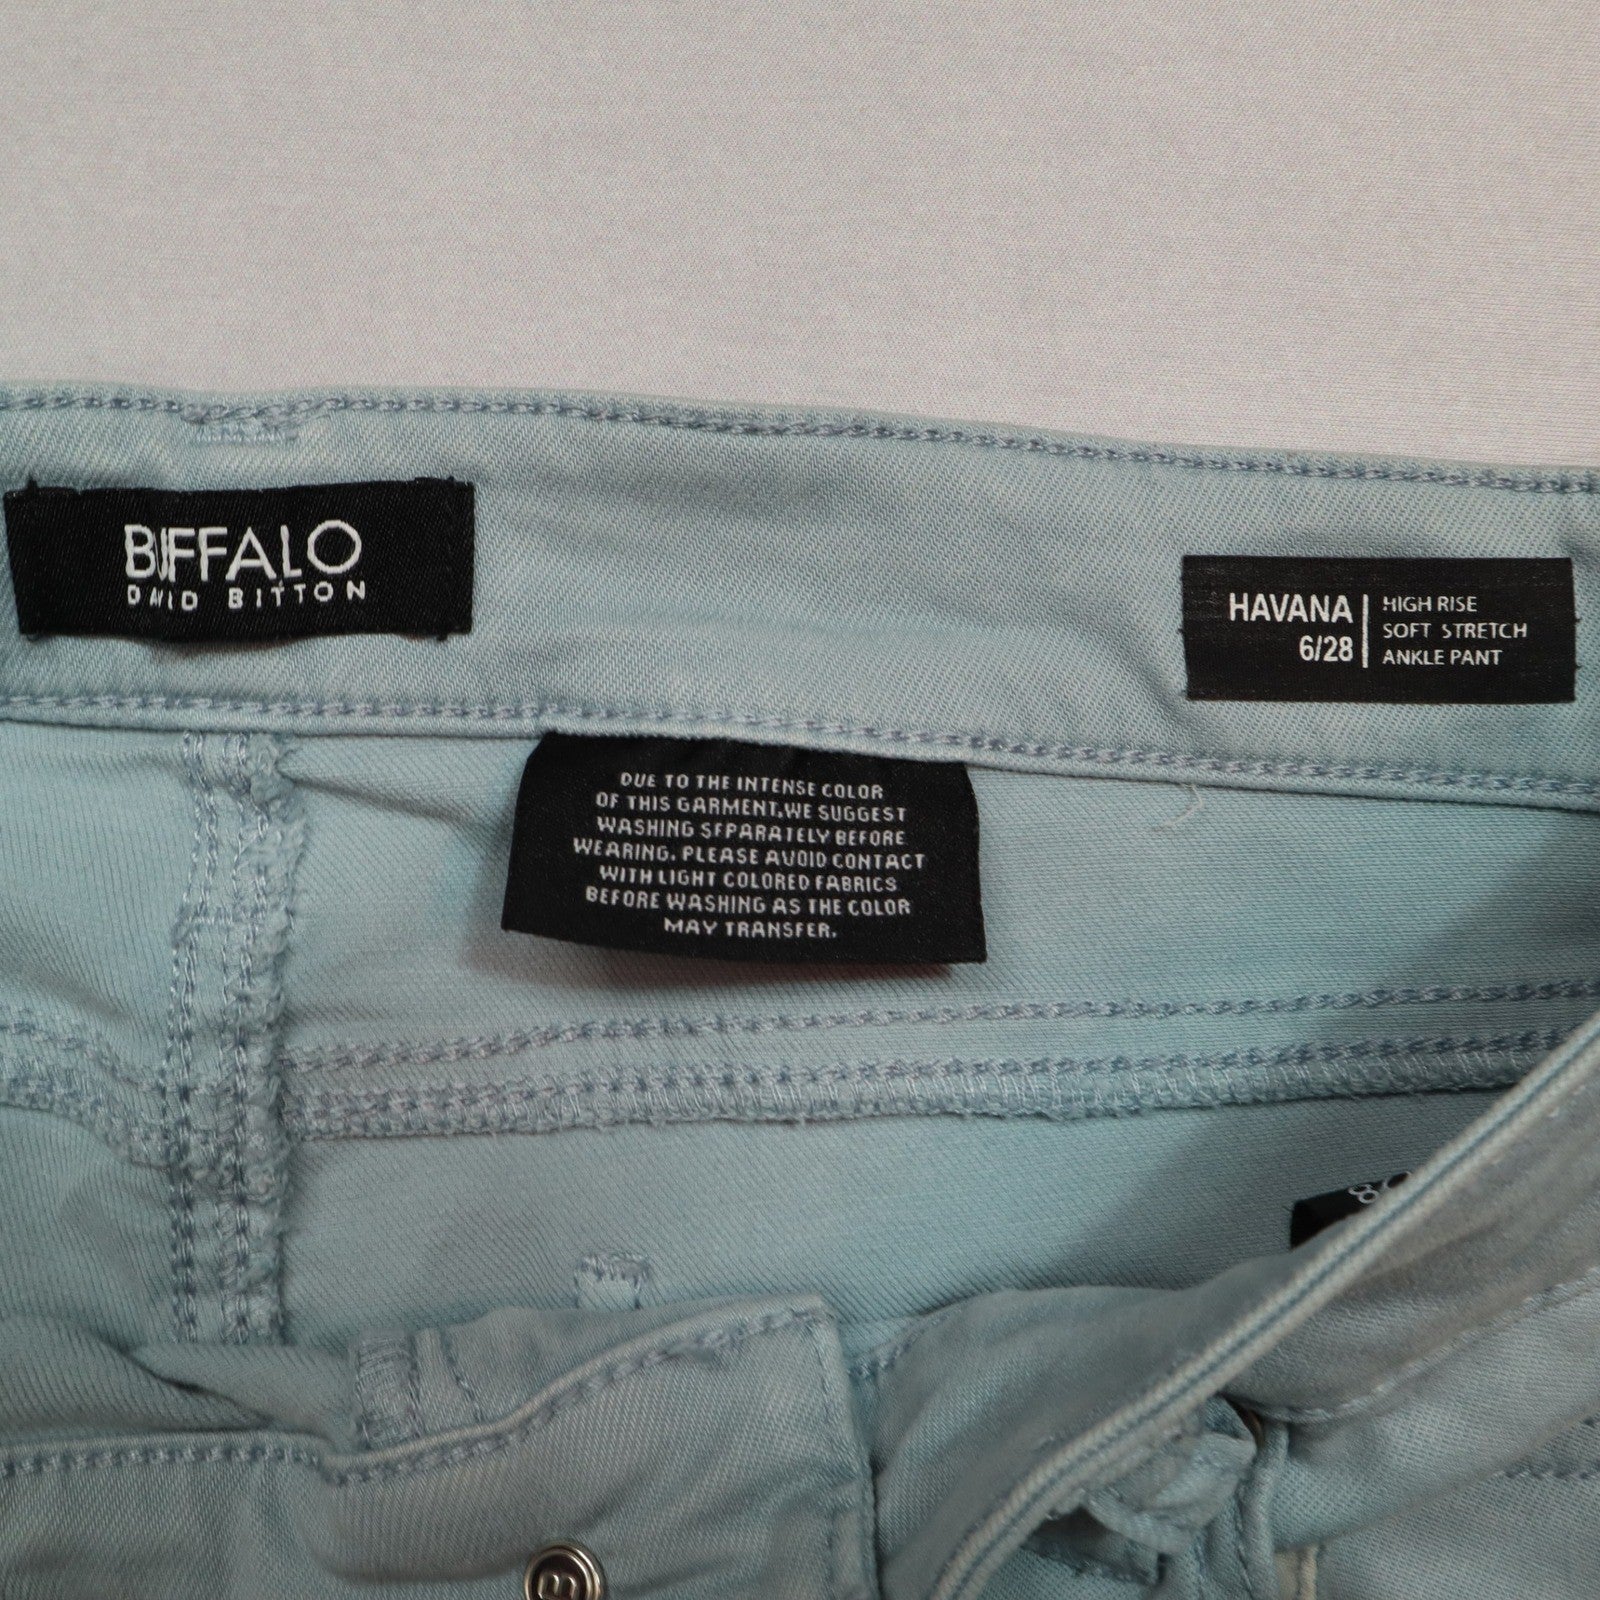 BUFFALO
DAVID BITTON
HAVANA
6/28
HIGH RISE
SOFT STRETCH
ANKLE PANT
DUE TO THE INTENSE COLOR
OF THIS GARMENT,WE SUGGEST
WASHING SEPARATELY BEFORE
WEARING. PLEASE AVOID CONTACT
WITH LIGHT COLORED FABRICS
BEFORE WASHING AS THE COLOR
MAY TRANSFER.
B